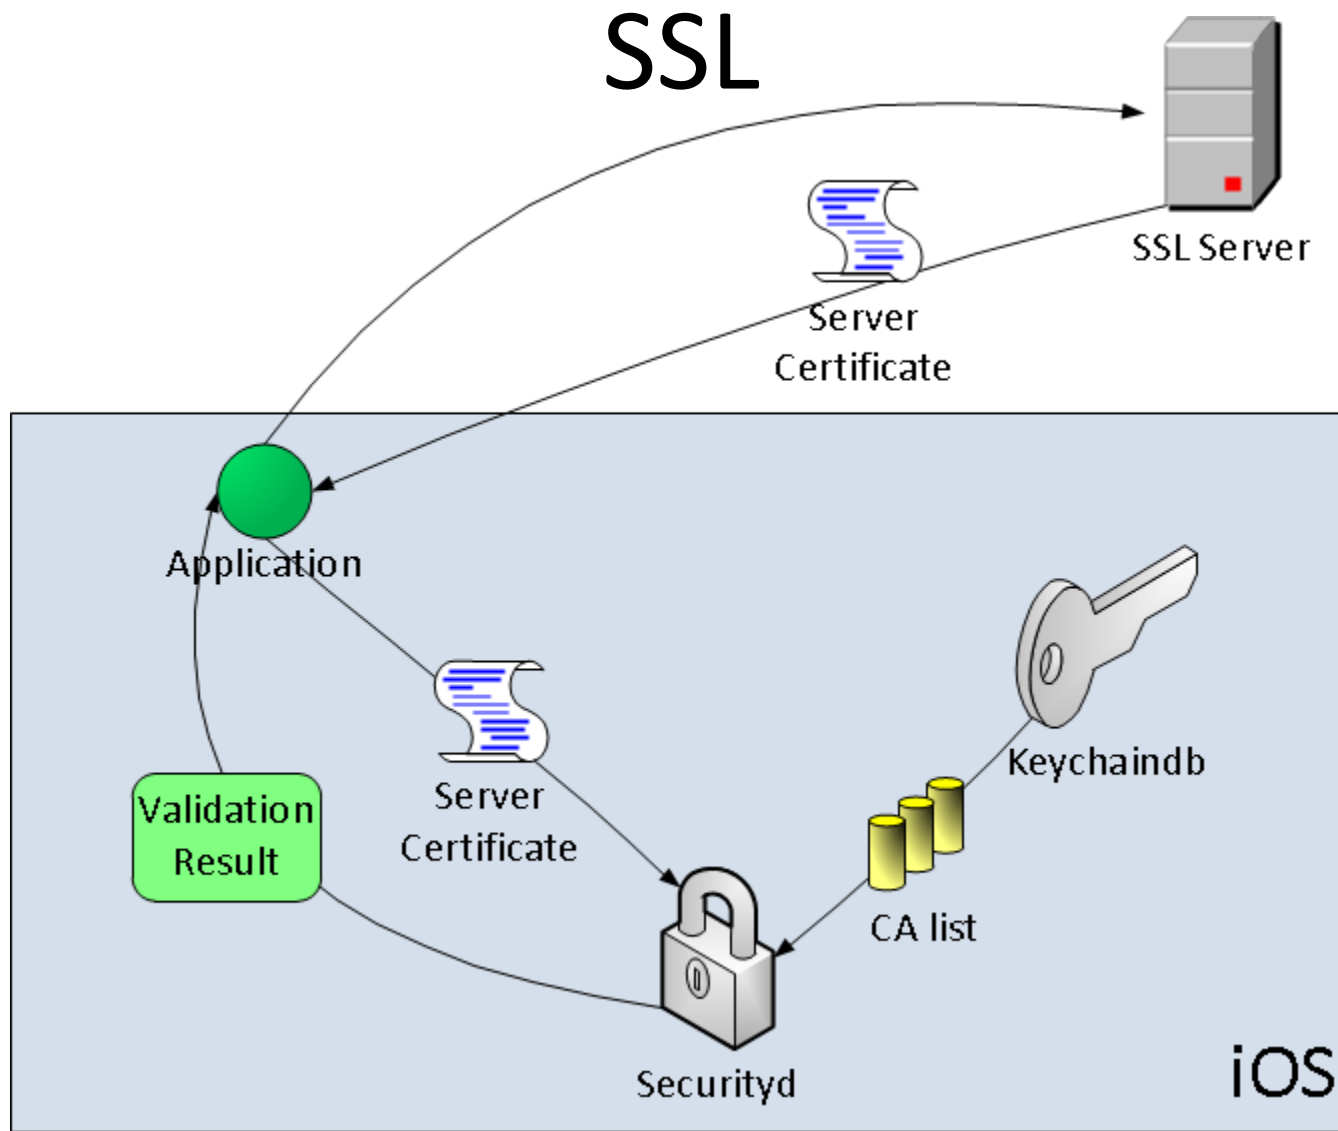 SSL
SSL Server
Server
Certificate
Application
Keychaindb
Server
Certificate
Validation
Result
CA list
Securityd
iOS